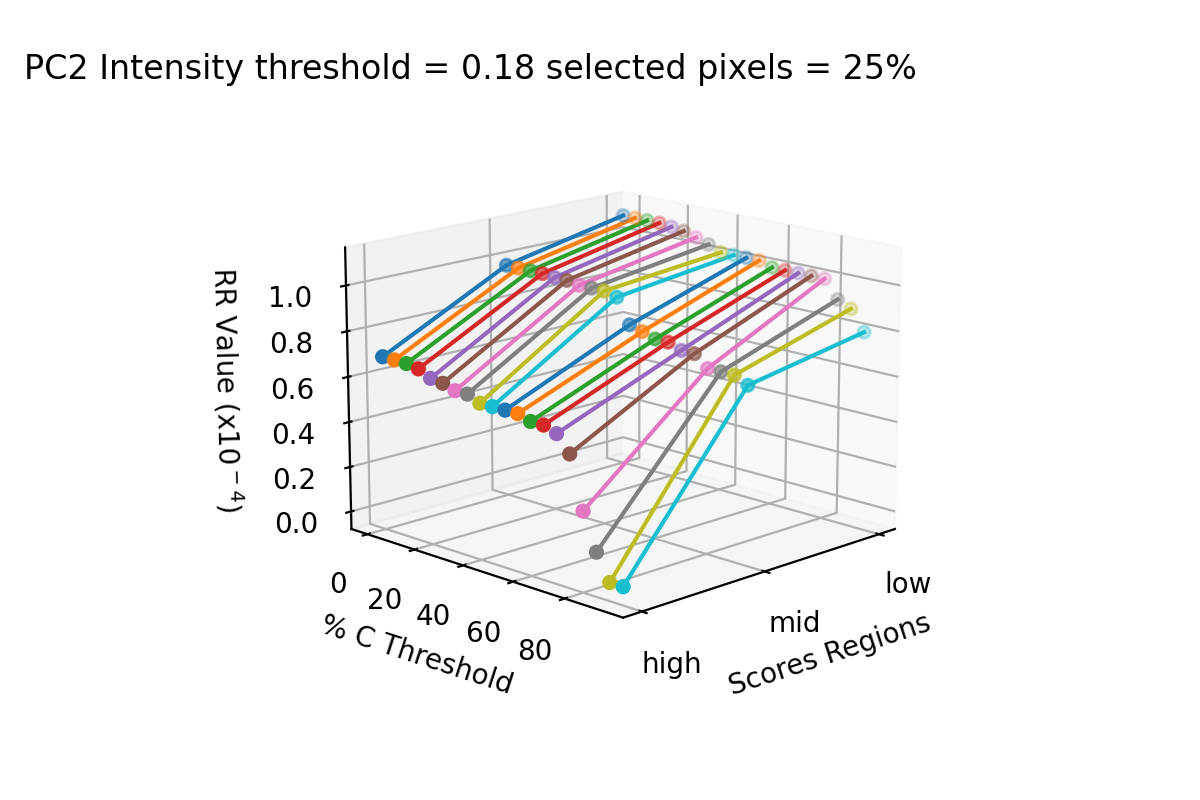 PC2 Intensity threshold = 0.18 selected pixels = 25%
RR Value (x10⁻⁴)
1.0
0.8
0.6
0.4
0.2
0.0
0
20
40
60
80
% C Threshold
high
mid
low
Scores Regions